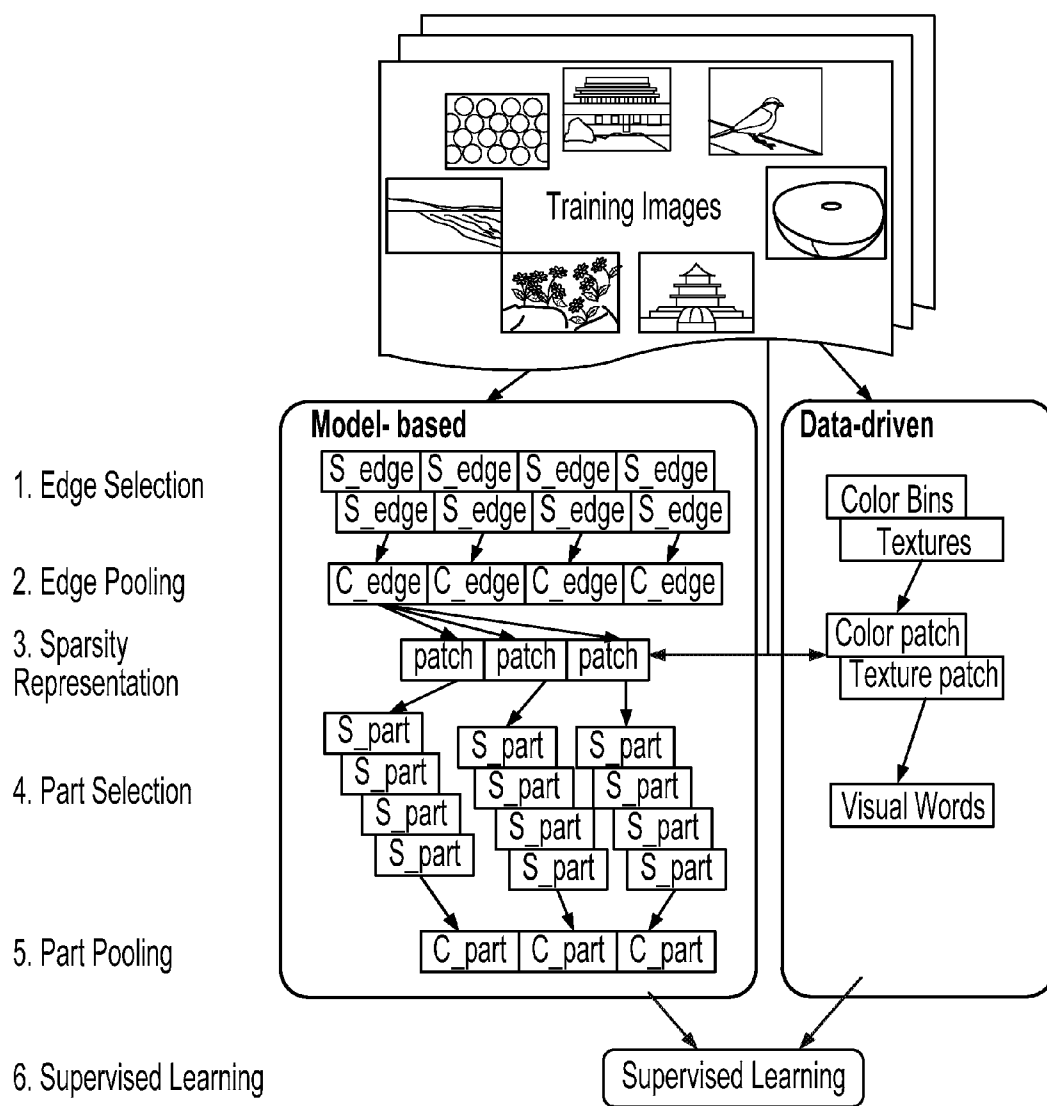 Training Images
Model- based
Data-driven
1. Edge Selection
S_edge S_edge S_edge S_edge
S_edge S_edge S_edge S_edge
Color Bins
Textures
2. Edge Pooling
C_edge C_edge C_edge C_edge
3. Sparsity
Representation
patch patch patch
Color patch
Texture patch
4. Part Selection
S_part S_part S_part
S_part S_part S_part
S_part S_part S_part
S_part S_part S_part
Visual Words
5. Part Pooling
C_part C_part C_part
6. Supervised Learning
Supervised Learning